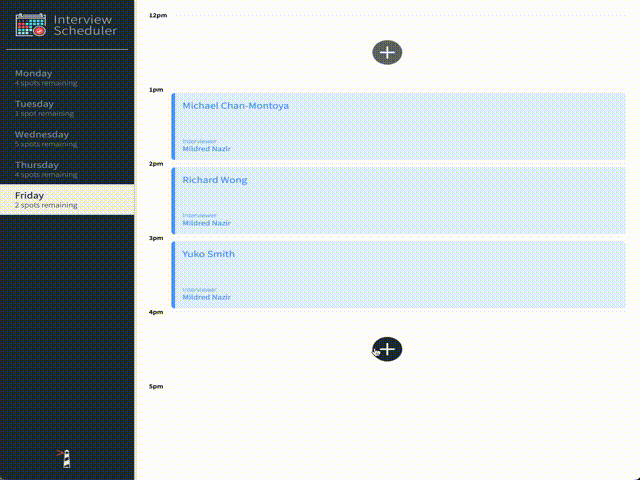 Interview
Scheduler
Monday
4 spots remaining
Tuesday
1 spot remaining
Wednesday
5 spots remaining
Thursday
4 spots remaining
Friday
2 spots remaining
12pm
1pm
Michael Chan-Montoya
Interviewer
Mildred Nazir
2pm
Richard Wong
Interviewer
Mildred Nazir
3pm
Yuko Smith
Interviewer
Mildred Nazir
4pm
5pm